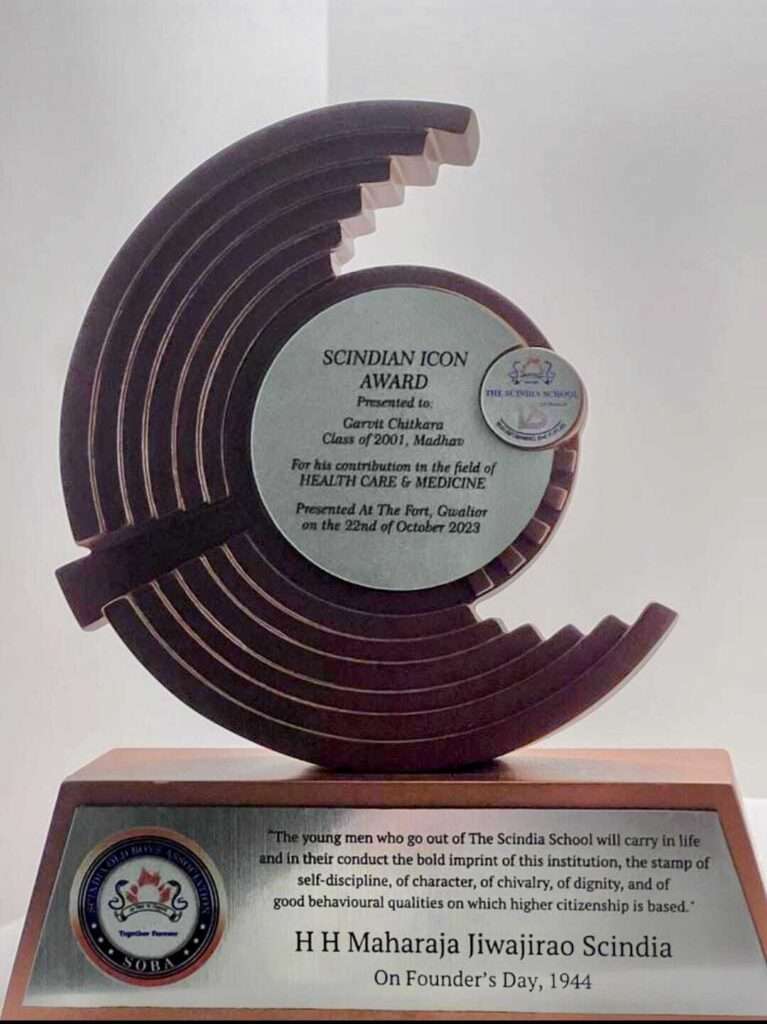 SCINDIAN ICON
AWARD
Presented to:
Garvit Chitkara
Class of 2001, Madhav
For his contribution in the field of
HEALTH CARE & MEDICINE
Presented At The Fort, Gwalior
on the 22nd of October 2023
THE SCINDIA SCHOOL
"The young men who go out of The Scindia School will carry in life
and in their conduct the bold imprint of this institution, the stamp of
self-discipline, of character, of chivalry, of dignity, and of
good behavioural qualities on which higher citizenship is based."
H H Maharaja Jiwajirao Scindia
On Founder's Day, 1944
SCINDIA OLD BOYS ASSOCIATION
Together Forever
SOBA